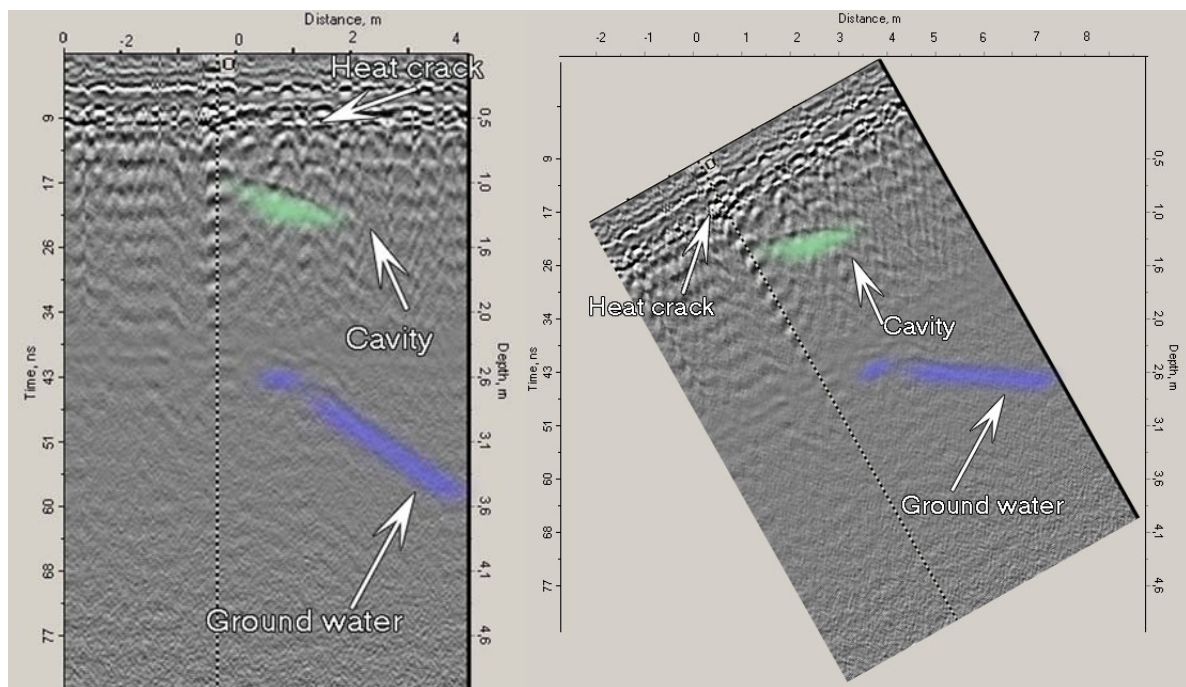 Distance, m
0 -2 0 2 4
Heat crack
9
17
26
34
43
51
60
68
77
Time, ns
0,5
1,0
1,6
2,0
2,6
3,1
3,6
4,1
4,6
Depth, m
Cavity
Ground water
Distance, m
-2 -1 0 1 2 3 4 5 6 7 8
9
17
26
34
43
51
60
68
77
Time, ns
0,5
1,0
1,6
2,0
2,6
3,1
3,6
4,1
4,6
Depth, m
Heat crack
Cavity
Ground water